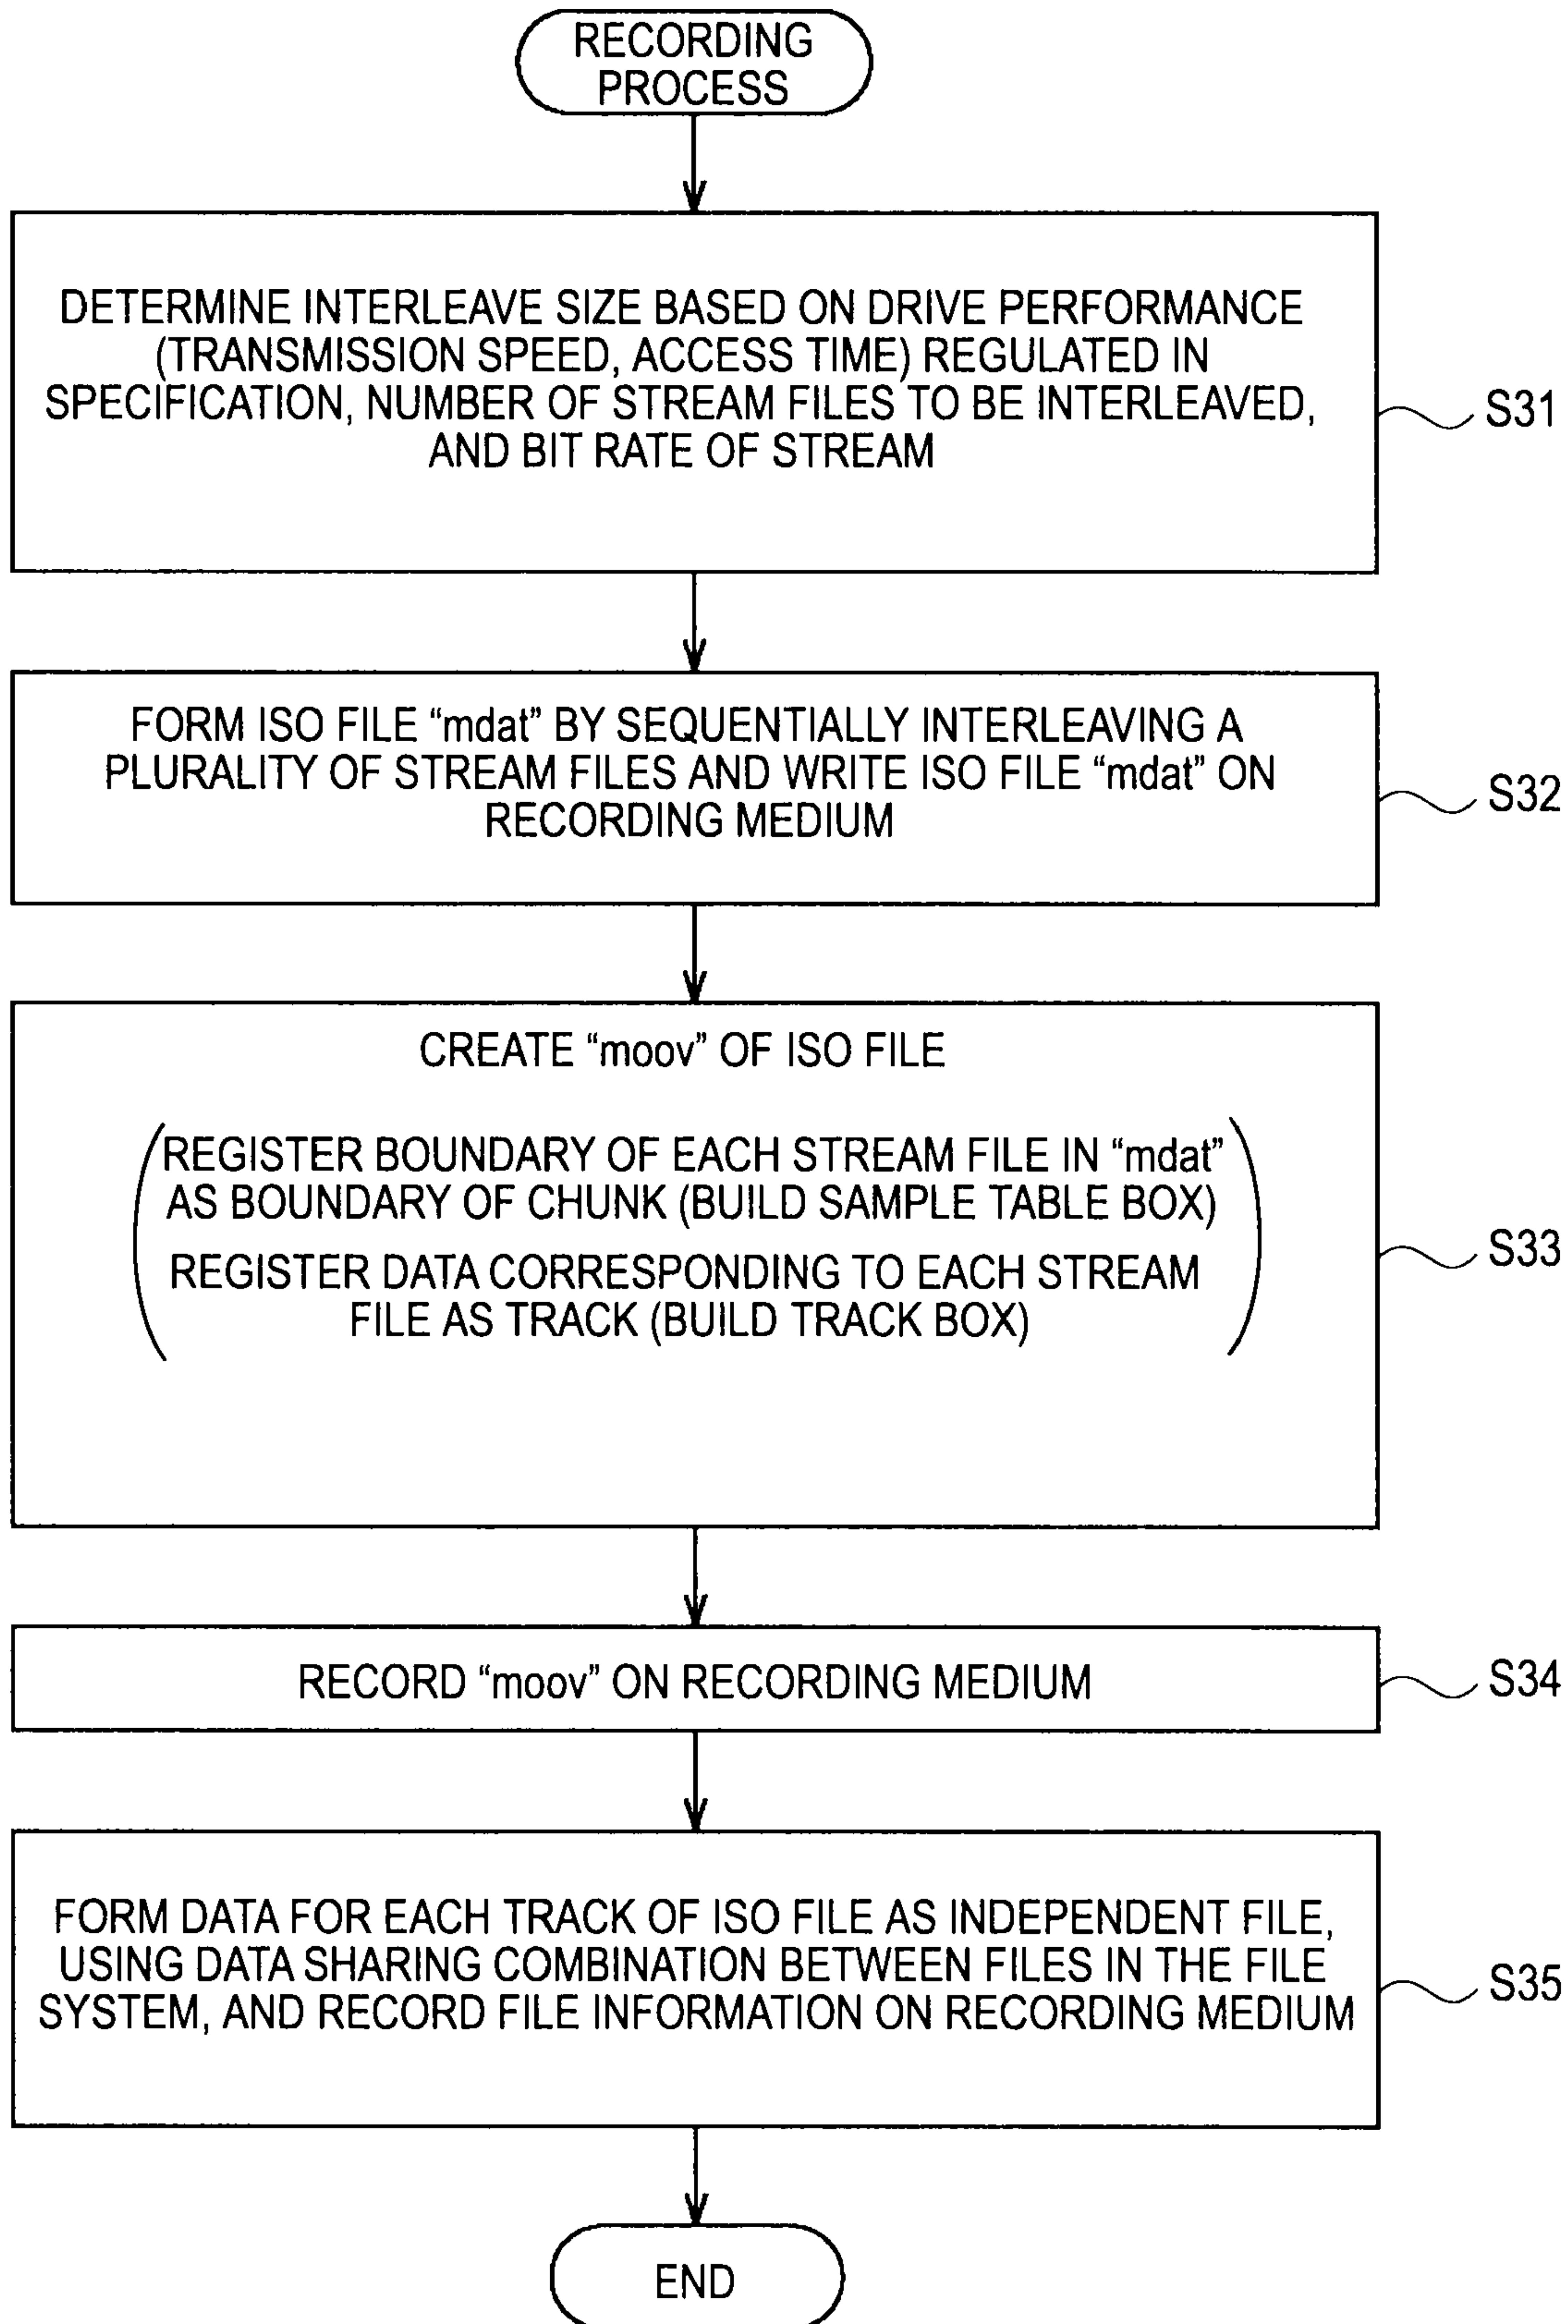 RECORDING
PROCESS
DETERMINE INTERLEAVE SIZE BASED ON DRIVE PERFORMANCE
(TRANSMISSION SPEED, ACCESS TIME) REGULATED IN
SPECIFICATION, NUMBER OF STREAM FILES TO BE INTERLEAVED,
AND BIT RATE OF STREAM
S31
FORM ISO FILE “mdat” BY SEQUENTIALLY INTERLEAVING A
PLURALITY OF STREAM FILES AND WRITE ISO FILE “mdat” ON
RECORDING MEDIUM
S32
CREATE “moov” OF ISO FILE
REGISTER BOUNDARY OF EACH STREAM FILE IN “mdat”
AS BOUNDARY OF CHUNK (BUILD SAMPLE TABLE BOX)
REGISTER DATA CORRESPONDING TO EACH STREAM
FILE AS TRACK (BUILD TRACK BOX)
S33
RECORD “moov” ON RECORDING MEDIUM
S34
FORM DATA FOR EACH TRACK OF ISO FILE AS INDEPENDENT FILE,
USING DATA SHARING COMBINATION BETWEEN FILES IN THE FILE
SYSTEM, AND RECORD FILE INFORMATION ON RECORDING MEDIUM
S35
END